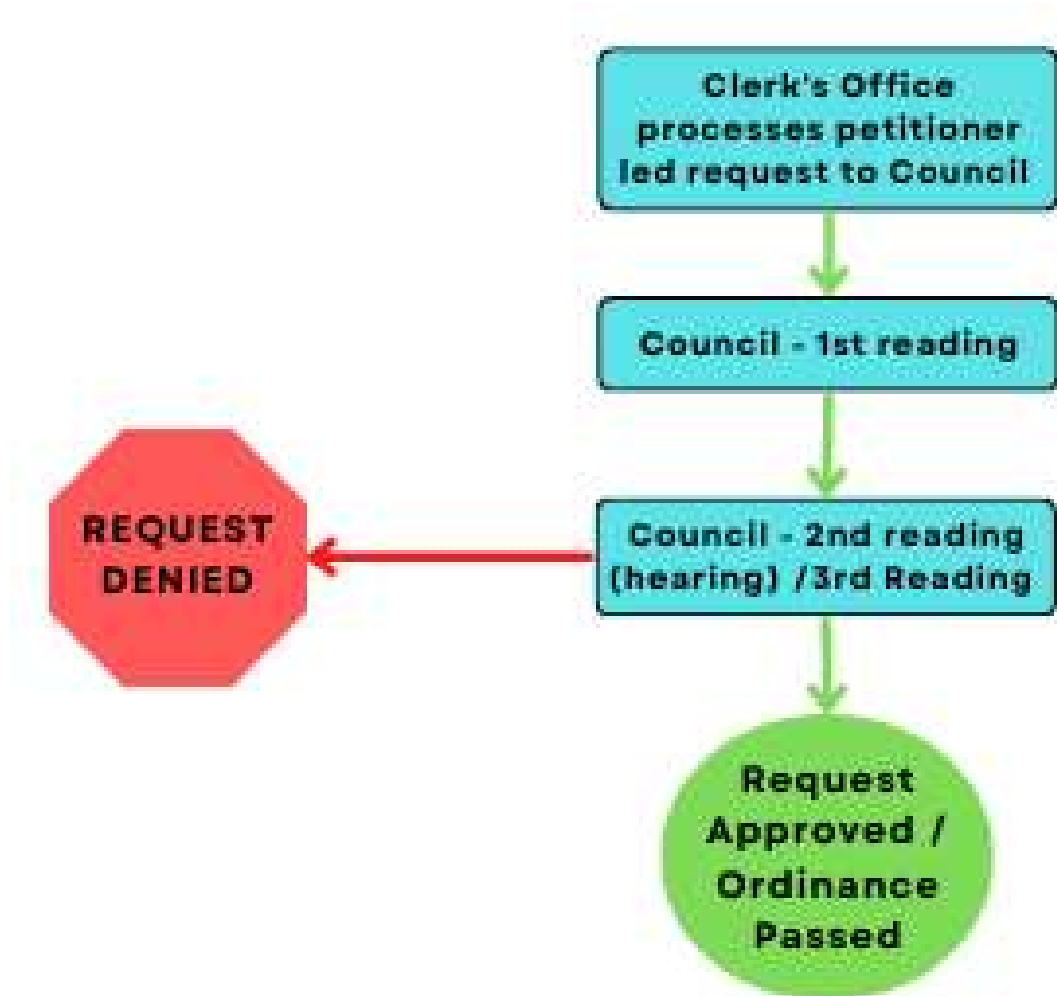 Clerk's Office
processes petitioner
led request to Council
Council - 1st reading
REQUEST
DENIED
Council - 2nd reading
(hearing) /3rd Reading
Request
Approved /
Ordinance
Passed